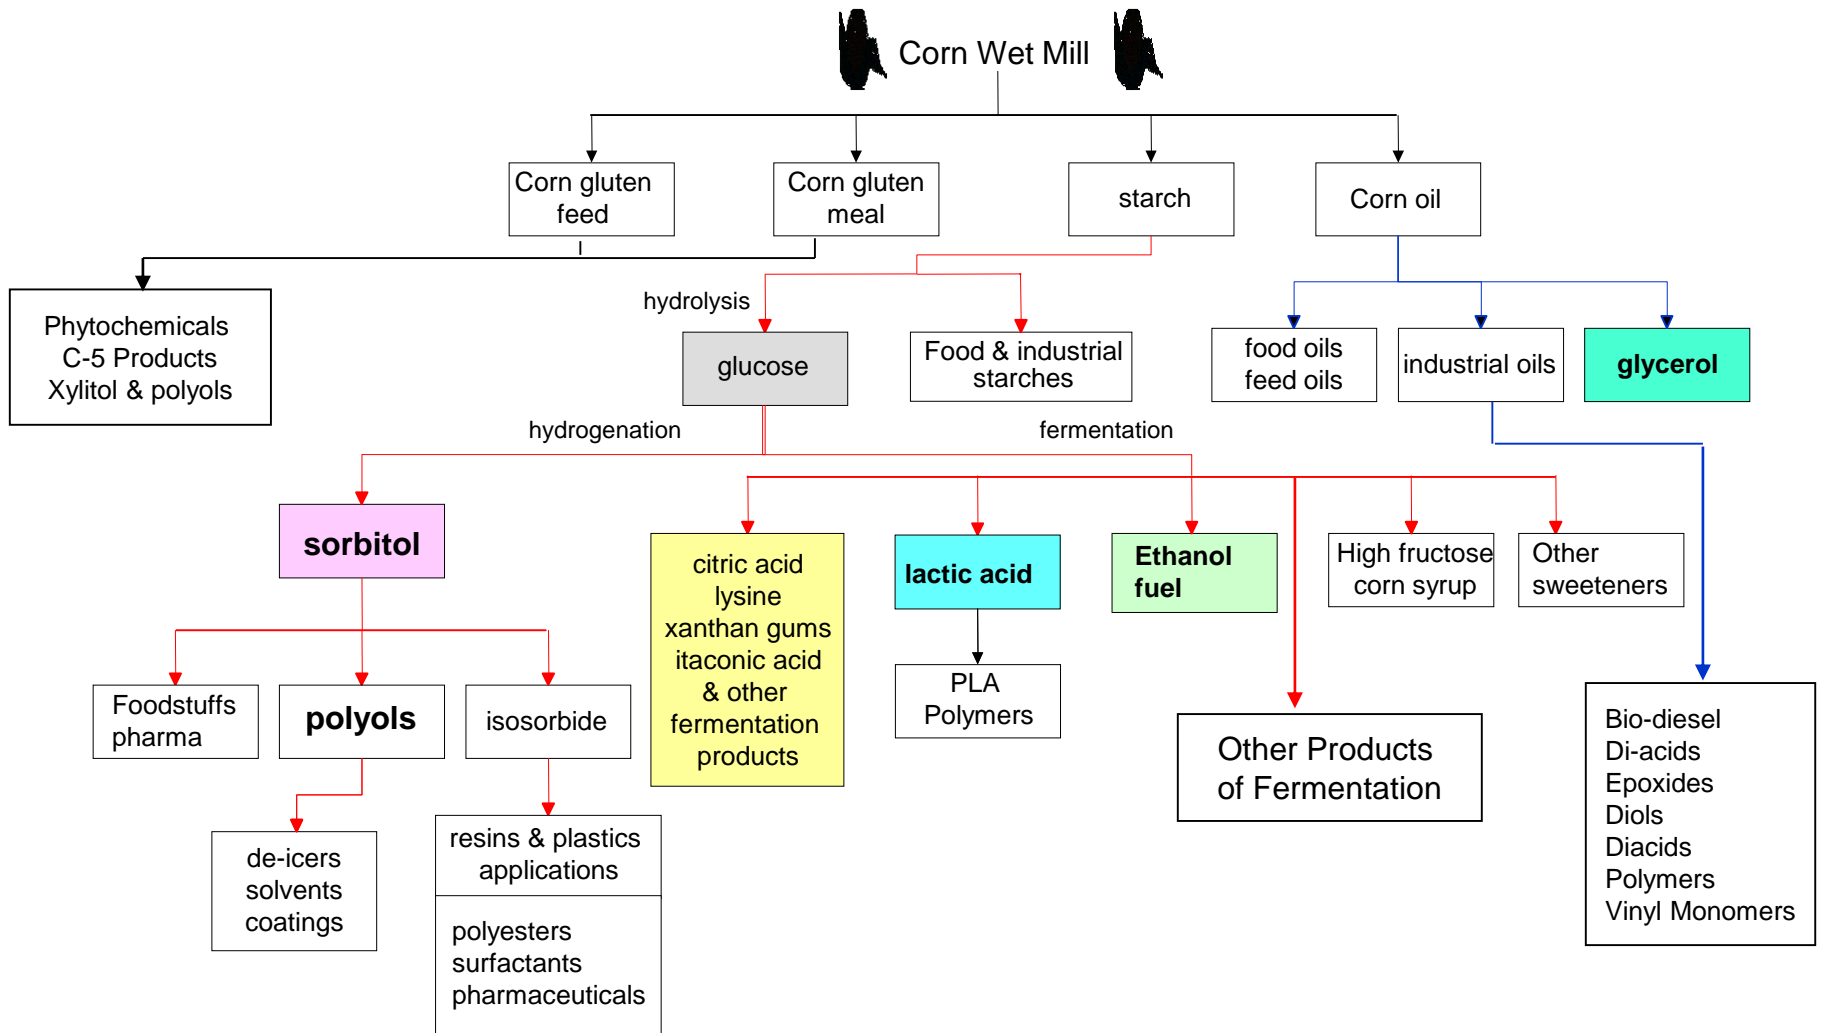 Corn Wet Mill
Corn gluten
feed
Corn gluten
meal
starch
Corn oil
hydrolysis
Phytochemicals
C-5 Products
Xylitol & polyols
glucose
Food & industrial
starches
food oils
feed oils
industrial oils
glycerol
hydrogenation
fermentation
sorbitol
citric acid
lysine
xanthan gums
itaconic acid
& other
fermentation
products
lactic acid
Ethanol
fuel
High fructose
corn syrup
Other
sweeteners
Foodstuffs
pharma
polyols
isosorbide
PLA
Polymers
Other Products
of Fermentation
Bio-diesel
Di-acids
Epoxides
Diols
Diacids
Polymers
Vinyl Monomers
de-icers
solvents
coatings
resins & plastics
applications
polyesters
surfactants
pharmaceuticals